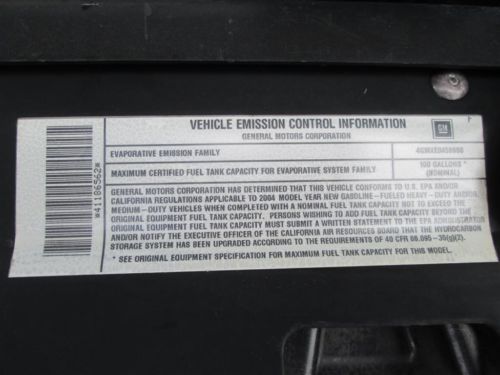 VEHICLE EMISSION CONTROL INFORMATION
GENERAL MOTORS CORPORATION
GM
EVAPORATIVE EMISSION FAMILY
MAXIMUM CERTIFIED FUEL TANK CAPACITY FOR EVAPORATIVE SYSTEM FAMILY
100 GALLONS *
(NOMINAL)
GENERAL MOTORS CORPORATION HAS DETERMINED THAT THIS VEHICLE CONFORMS TO U.S. EPA AND/OR
CALIFORNIA REGULATIONS APPLICABLE TO 2004 MODEL YEAR NEW GASOLINE-FUELED HEAVY-DUTY AND/OR
MEDIUM-DUTY VEHICLES WHEN COMPLETED WITH A NOMINAL FUEL TANK CAPACITY NOT TO EXCEED THE
ORIGINAL EQUIPMENT FUEL TANK CAPACITY. PERSONS WISHING TO ADD FUEL TANK CAPACITY BEYOND THE
ORIGINAL EQUIPMENT FUEL TANK CAPACITY MUST SUBMIT A WRITTEN STATEMENT TO THE EPA ADMINISTRATOR
AND/OR NOTIFY THE EXECUTIVE OFFICER OF THE CALIFORNIA AIR RESOURCES BOARD THAT THE HYDROCARBON
STORAGE SYSTEM HAS BEEN UPGRADED ACCORDING TO THE REQUIREMENTS OF 40 CFR 86.095-35(g)(2).
* SEE ORIGINAL EQUIPMENT SPECIFICATION FOR MAXIMUM FUEL TANK CAPACITY FOR THIS MODEL.
*41186562*